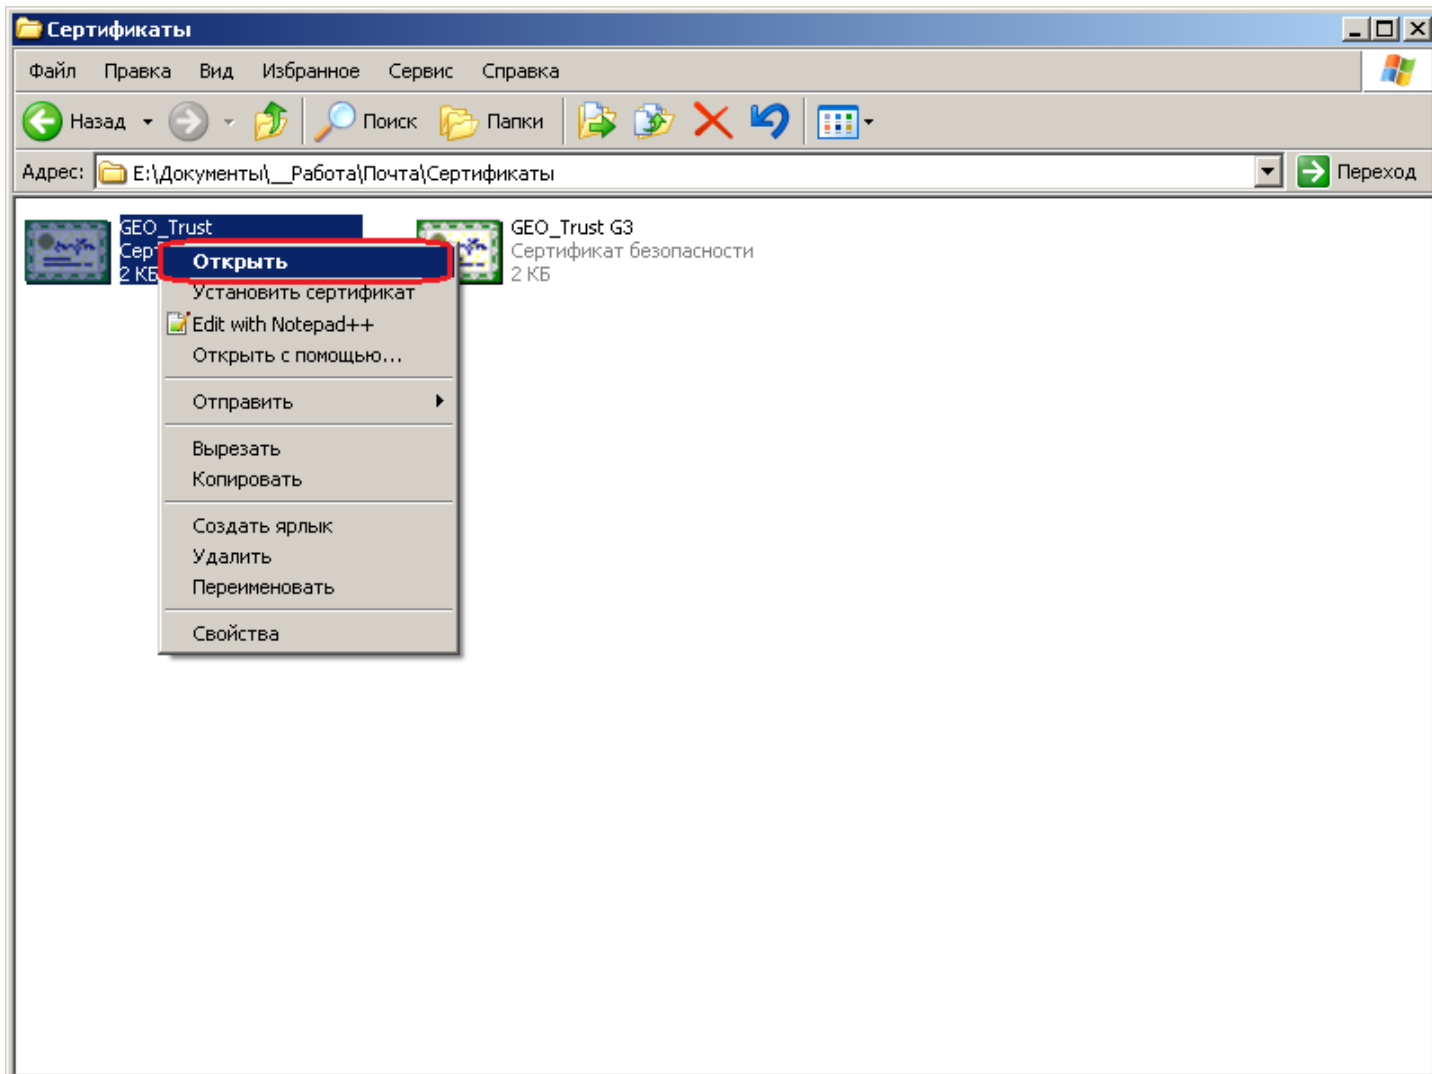 Сертификаты
Файл Правка Вид Избранное Сервис Справка
Назад Поиск Папки
Адрес: E:\Документы\__Работа\Почта\Сертификаты Переход
GEO_Trust
2 КБ
GEO_Trust G3
Сертификат безопасности
2 КБ
Открыть
Установить сертификат
Edit with Notepad++
Открыть с помощью...
Отправить
Вырезать
Копировать
Создать ярлык
Удалить
Переименовать
Свойства